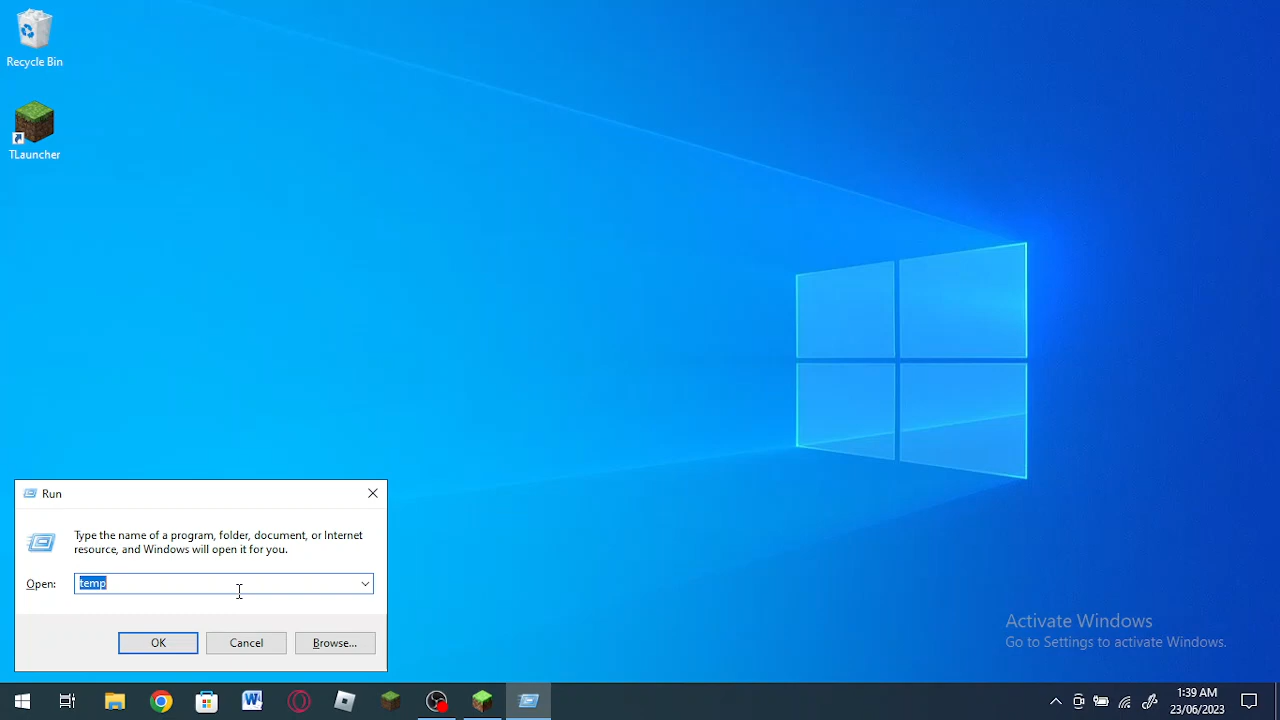 Recycle Bin
TLauncher
Run
Type the name of a program, folder, document, or Internet
resource, and Windows will open it for you.
Open:
temp
OK
Cancel
Browse...
Activate Windows
Go to Settings to activate Windows.
1:39 AM
23/06/2023